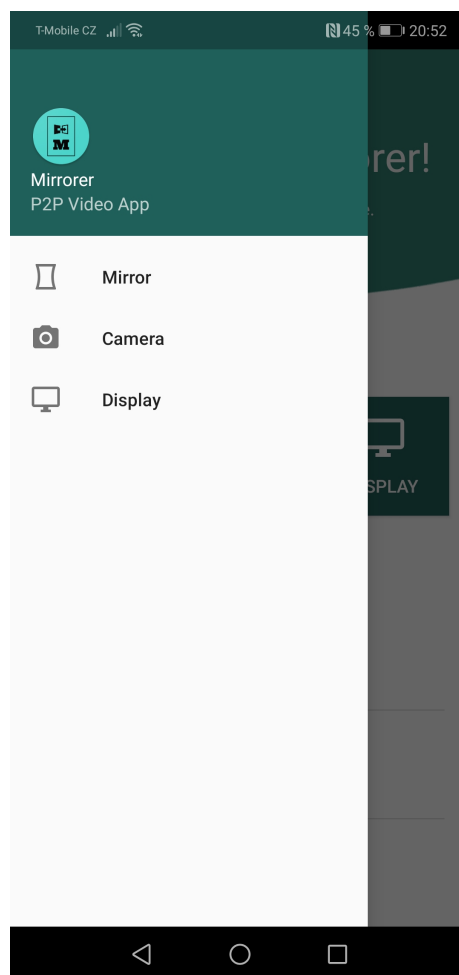 T-Mobile CZ
45 % 20:52
rer!
e.
M
Mirrorer
P2P Video App
Mirror
Camera
Display
SPLAY